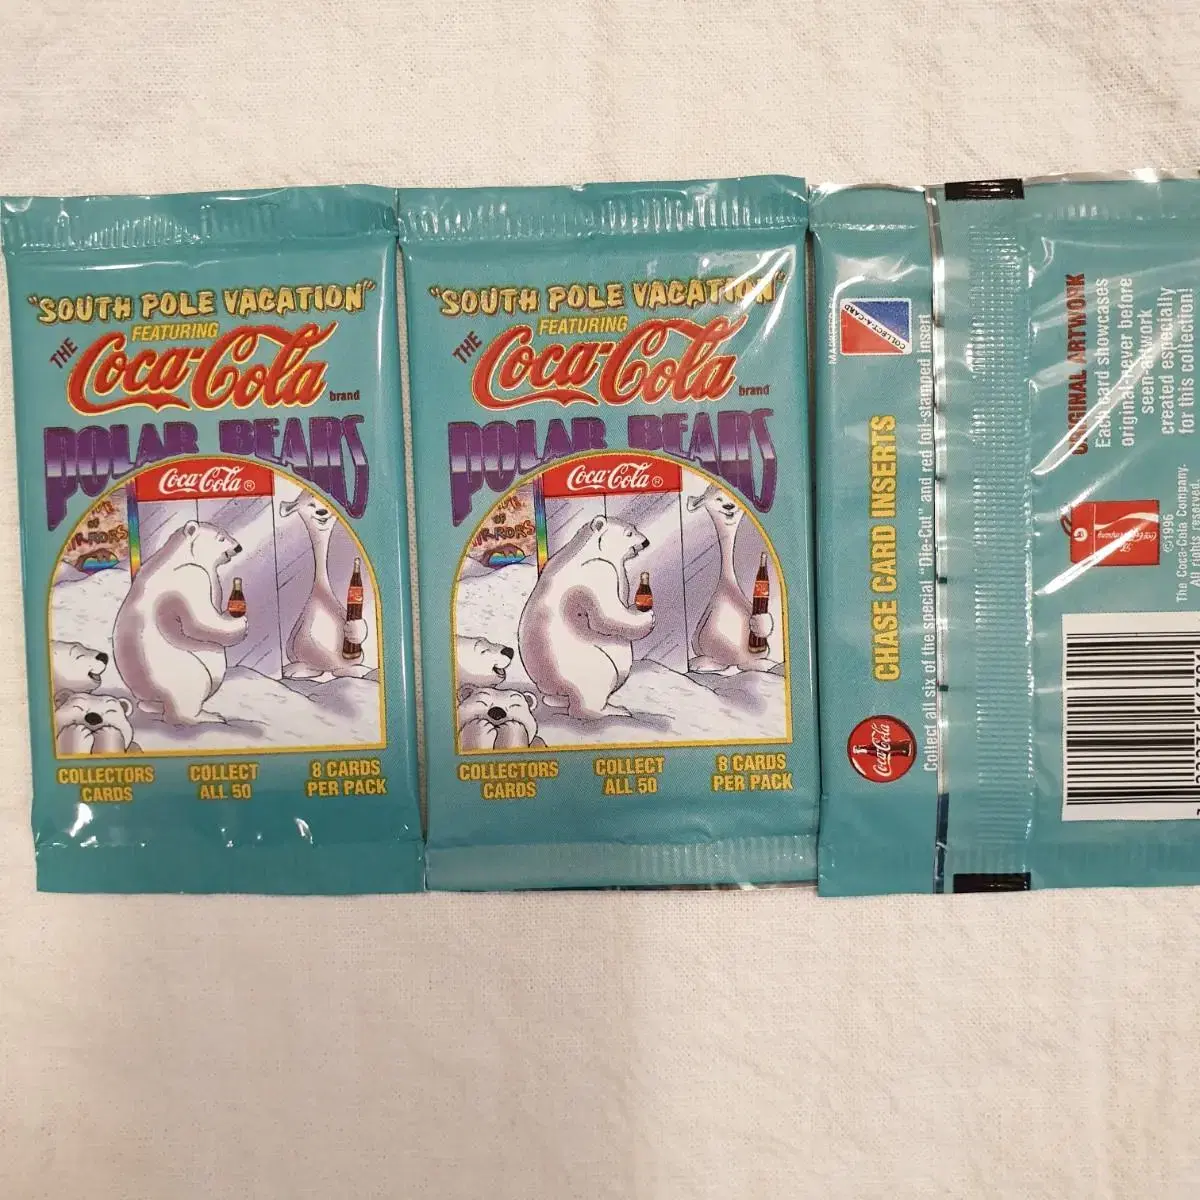 "SOUTH POLE VACATION"
FEATURING
THE
Coca-Cola
brand
POLAR BEARS
Coca-Cola®
OF
COLLECTORS
CARDS
COLLECT
ALL 50
8 CARDS
PER PACK
"SOUTH POLE VACATION"
FEATURING
THE
Coca-Cola
brand
POLAR BEARS
Coca-Cola®
OF
COLLECTORS
CARDS
COLLECT
ALL 50
8 CARDS
PER PACK
COLLECT-A-CARD
CHASE CARD INSERTS
Collect all six of the special "Die-Cut" and red foil-stamped insert
Coca-Cola
ORIGINAL ARTWORK
Each card showcases
original never before
seen artwork
created especially
for this collection!
©1996
The Coca-Cola Company.
All rights reserved.